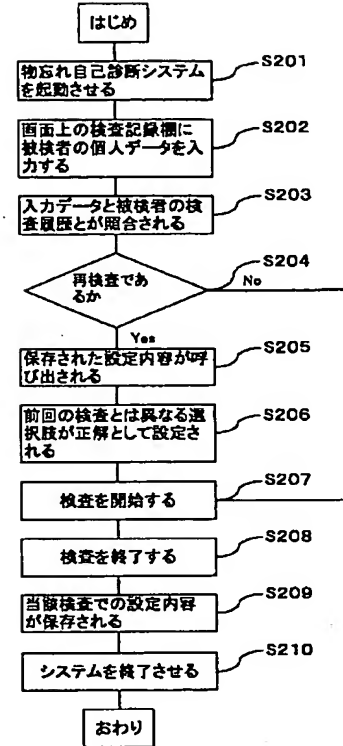 はじめ
S201
物忘れ自己診断システム
を起動させる
S202
画面上の検査記録欄に
被検者の個人データを入
力する
S203
入力データと被検者の検
査履歴とが照合される
S204
再検査であ
るか
No
Yes
S205
保存された設定内容が呼
び出される
S206
前回の検査とは異なる選
択肢が正解として設定さ
れる
S207
検査を開始する
S208
検査を終了する
S209
当該検査での設定内容
が保存される
S210
システムを終了させる
おわり